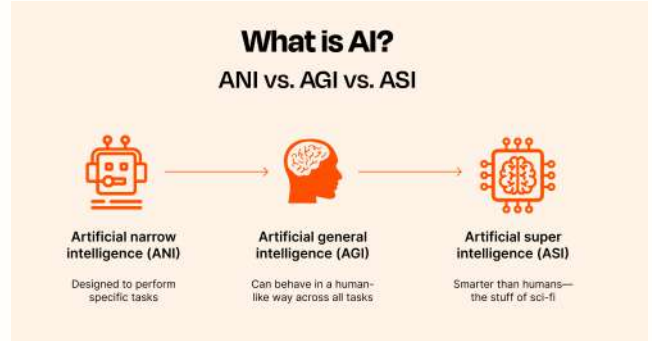 What is AI?
ANI vs. AGI vs. ASI
Artificial narrow
intelligence (ANI)
Designed to perform
specific tasks
Artificial general
intelligence (AGI)
Can behave in a human-
like way across all tasks
Artificial super
intelligence (ASI)
Smarter than humans—
the stuff of sci-fi